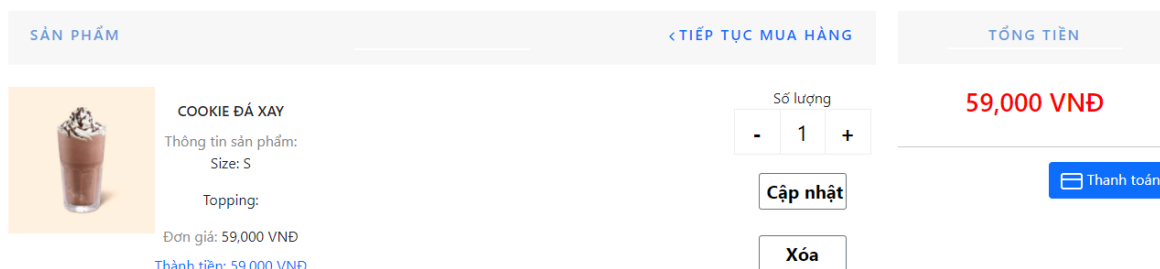 SẢN PHẨM
‹ TIẾP TỤC MUA HÀNG
TỔNG TIỀN
COOKIE ĐÁ XAY
Thông tin sản phẩm:
Size: S
Topping:
Đơn giá: 59,000 VNĐ
Thành tiền: 59,000 VNĐ
Số lượng
- 1 +
Cập nhật
Xóa
59,000 VNĐ
Thanh toán